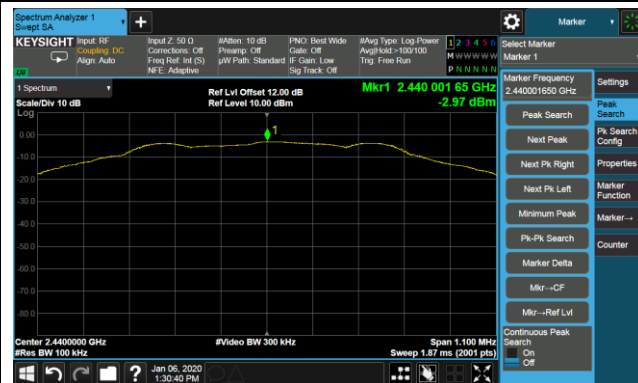 Spectrum Analyzer 1
Swept SA
Marker
KEYSIGHT
Input: RF
Coupling: DC
Align: Auto
Input Z: 50 Ω
Corrections: Off
Freq Ref: Int (S)
NFE: Adaptive
#Atten: 10 dB
Preamp: Off
µW Path: Standard
PNO: Best Wide
Gate: Off
IF Gain: Low
Sig Track: Off
#Avg Type: Log-Power
Avg|Hold:>100/100
Trig: Free Run
1 2 3 4 5 6
M W W W W W
P N N N N N
Select Marker
Marker 1
1 Spectrum
Scale/Div 10 dB
Log
Ref Lvl Offset 12.00 dB
Ref Level 10.00 dBm
Mkr1 2.440 001 65 GHz
-2.97 dBm
1
0.00
-10.0
-20.0
-30.0
-40.0
-50.0
-60.0
-70.0
-80.0
Center 2.4400000 GHz
#Res BW 100 kHz
#Video BW 300 kHz
Span 1.100 MHz
Sweep 1.87 ms (2001 pts)
Marker Frequency
2.440001650 GHz
Peak Search
Next Peak
Next Pk Right
Next Pk Left
Minimum Peak
Pk-Pk Search
Marker Delta
Mkr→CF
Mkr→Ref Lvl
Continuous Peak
Search
On
Off
Settings
Peak
Search
Pk Search
Config
Properties
Marker
Function
Marker→
Counter
Jan 06, 2020
1:30:40 PM